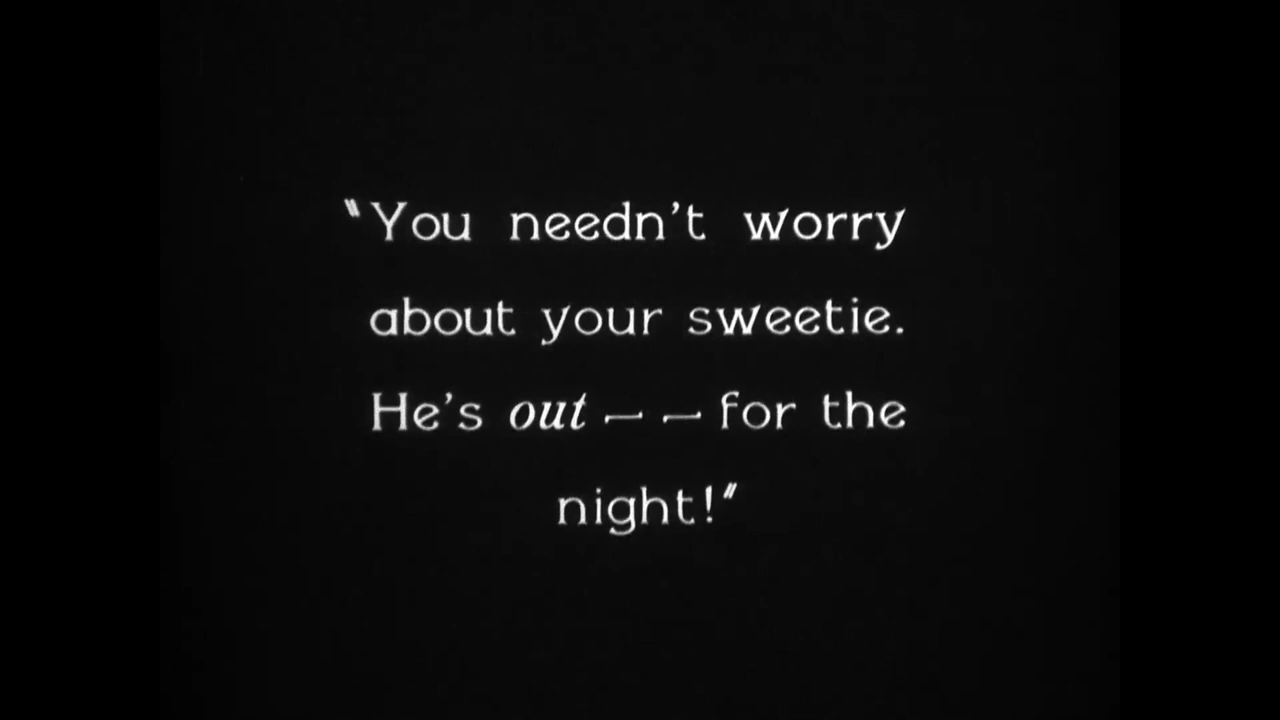 "You needn't worry
about your sweetie.
He's out – – for the
night!"